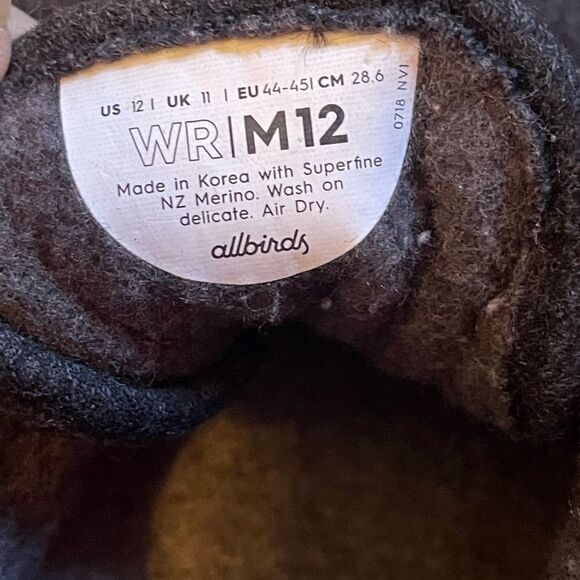 US 12 | UK 11 | EU 44-45 | CM 28.6
WR|M12
Made in Korea with Superfine
NZ Merino. Wash on
delicate. Air Dry.
allbirds
0718 NVI